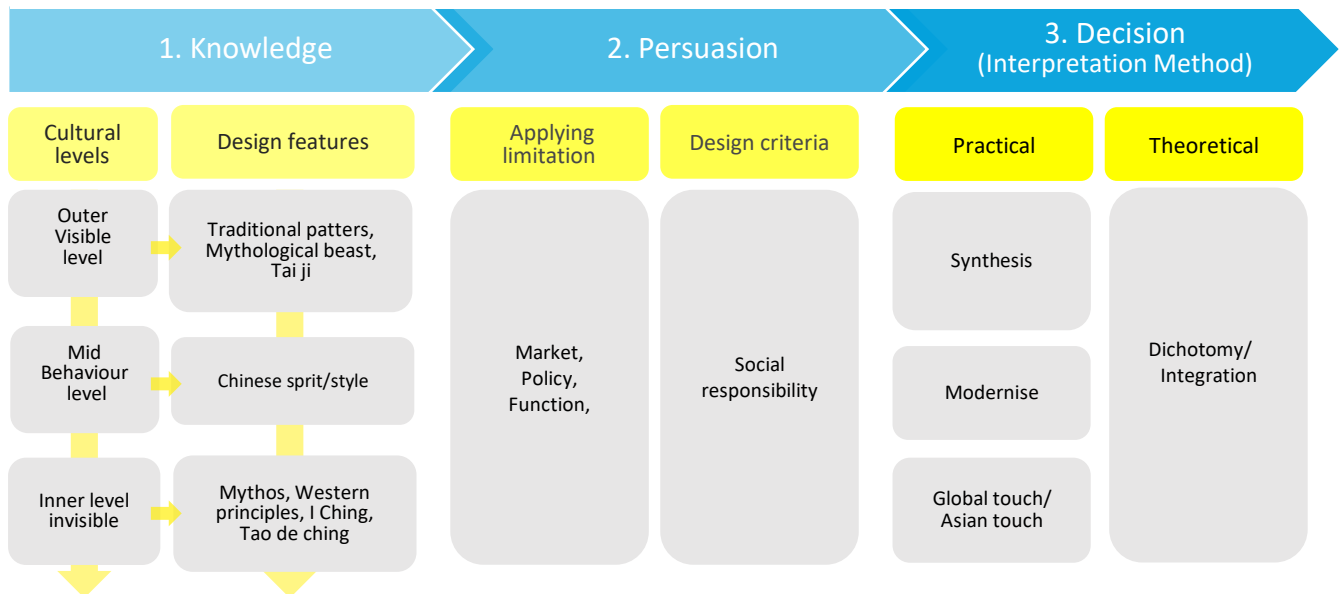 1. Knowledge
2. Persuasion
3. Decision
(Interpretation Method)
Cultural
levels
Design features
Applying
limitation
Design criteria
Practical
Theoretical
Outer
Visible
level
Traditional patters,
Mythological beast,
Tai ji
Mid
Behaviour
level
Chinese sprit/style
Inner level
invisible
Mythos, Western
principles, I Ching,
Tao de ching
Market,
Policy,
Function,
Social
responsibility
Synthesis
Modernise
Global touch/
Asian touch
Dichotomy/
Integration